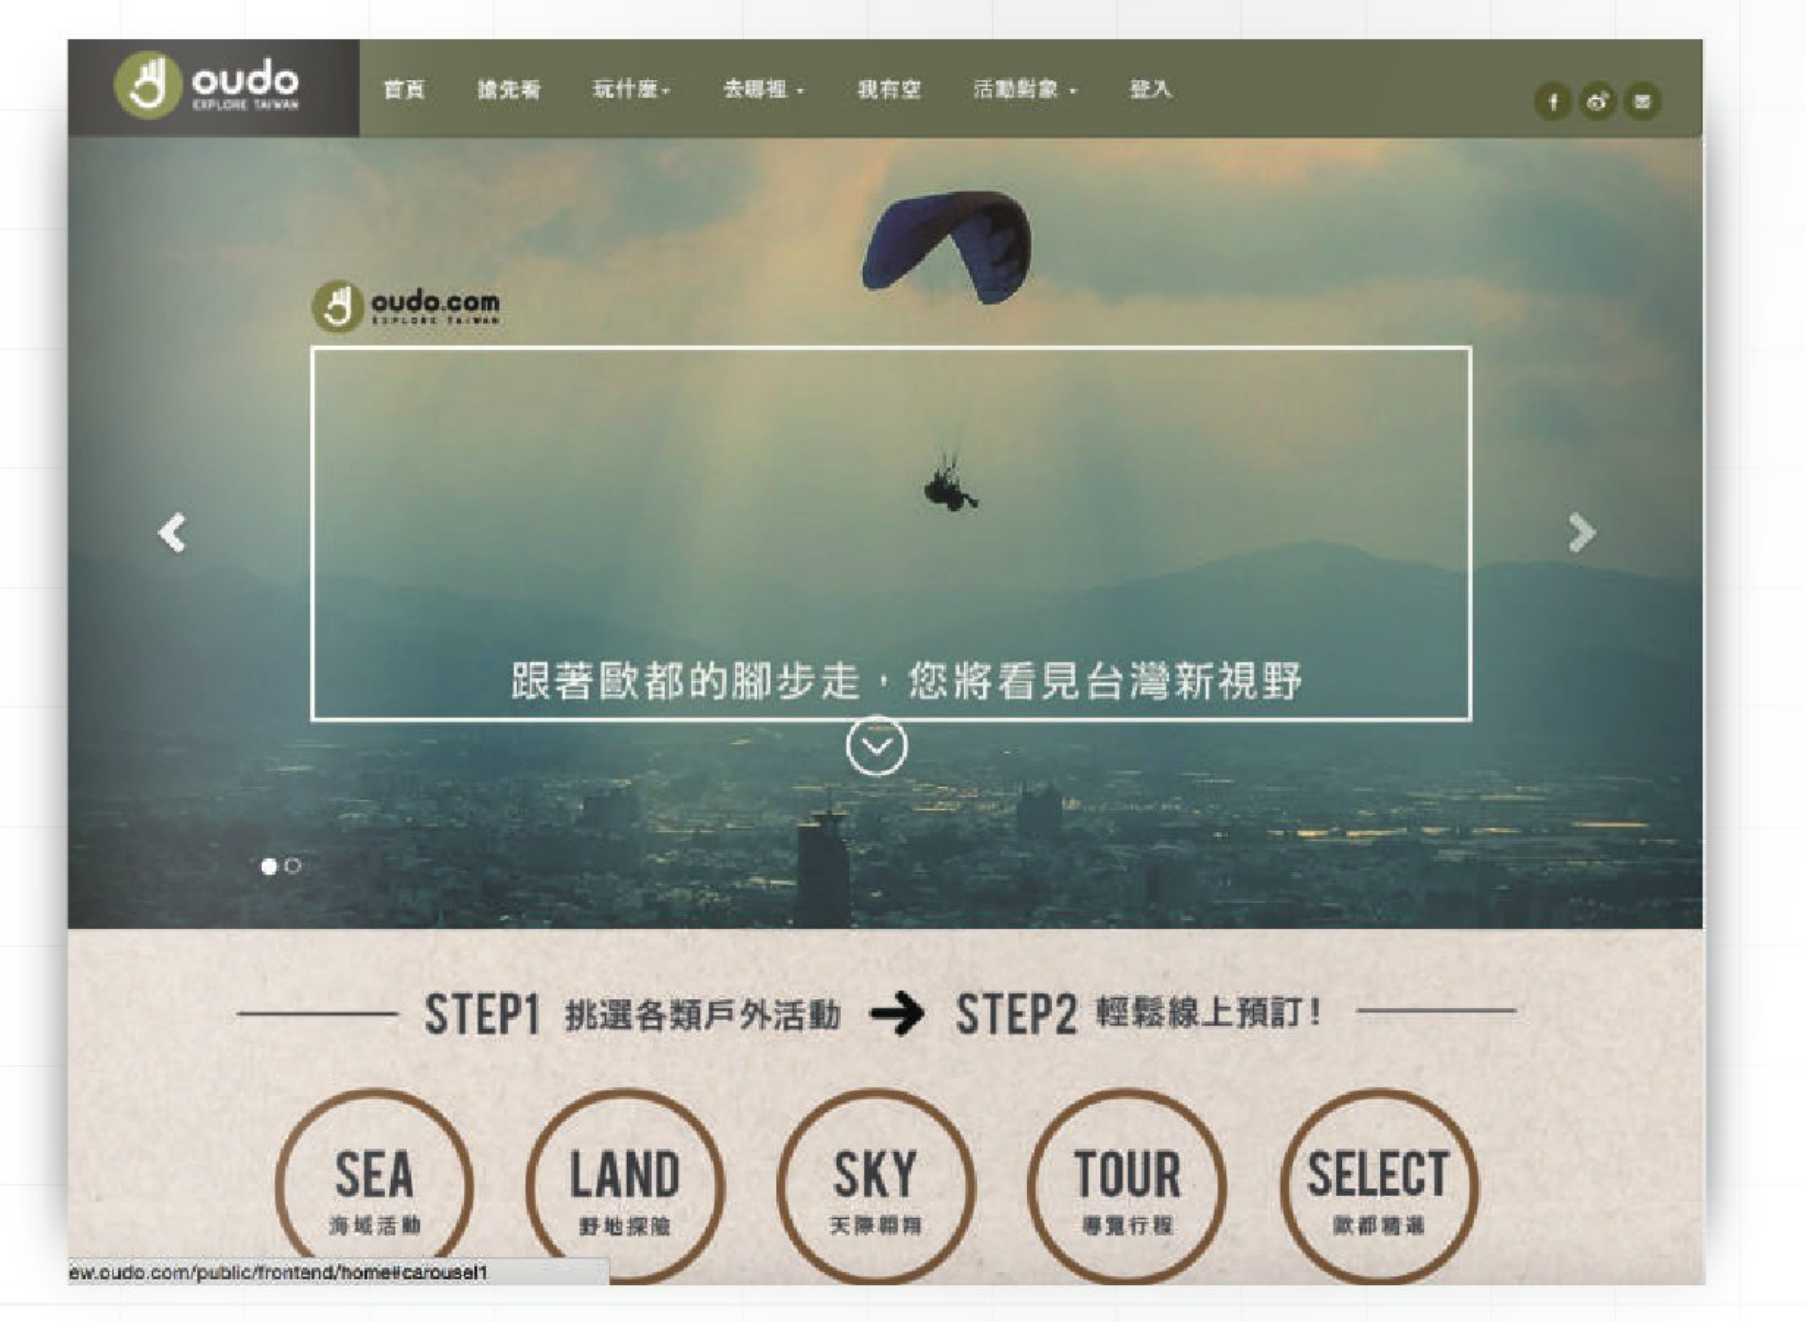 oudo
EXPLORE TAIWAN
首頁 搶先看 玩什麼 去哪裡 我有空 活動對象 登入
oudo.com
EXPLORE TAIWAN
跟著歐都的腳步走，您將看見台灣新視野
STEP1 挑選各類戶外活動 → STEP2 輕鬆線上預訂！
SEA LAND SKY TOUR SELECT
海域活動 野地探險 天際翱翔 導覽行程 歐都精選
ew.oudo.com/public/frontend/home#carousel1